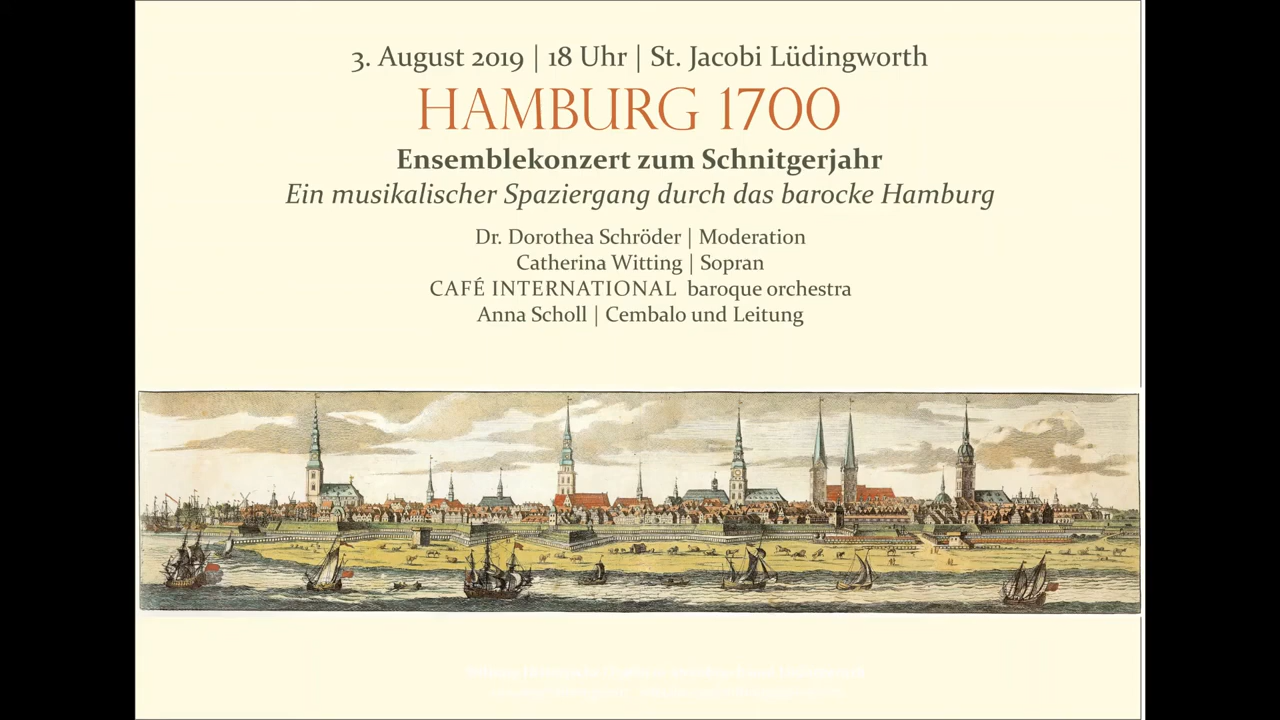 3. August 2019 | 18 Uhr | St. Jacobi Lüdingworth
HAMBURG 1700
Ensemblekonzert zum Schnitgerjahr
Ein musikalischer Spaziergang durch das barocke Hamburg
Dr. Dorothea Schröder | Moderation
Catherina Witting | Sopran
CAFÉ INTERNATIONAL baroque orchestra
Anna Scholl | Cembalo und Leitung